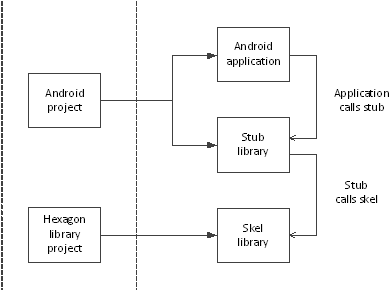 Android
application
Android
project
Application
calls stub
Stub
library
Stub
calls skel
Hexagon
library
project
Skel
library